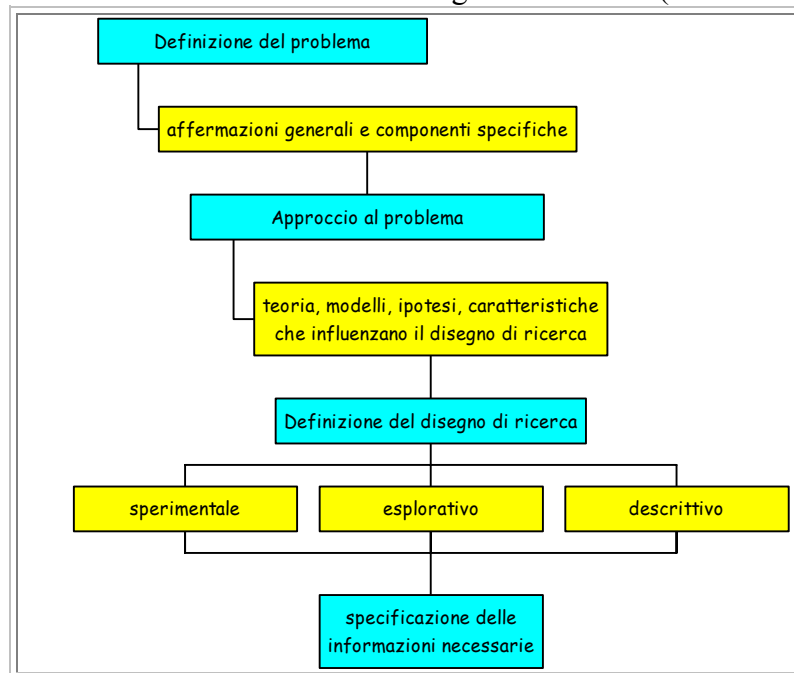 Definizione del problema
affermazioni generali e componenti specifiche
Approccio al problema
teoria, modelli, ipotesi, caratteristiche
che influenzano il disegno di ricerca
Definizione del disegno di ricerca
sperimentale
esplorativo
descrittivo
specificazione delle
informazioni necessarie